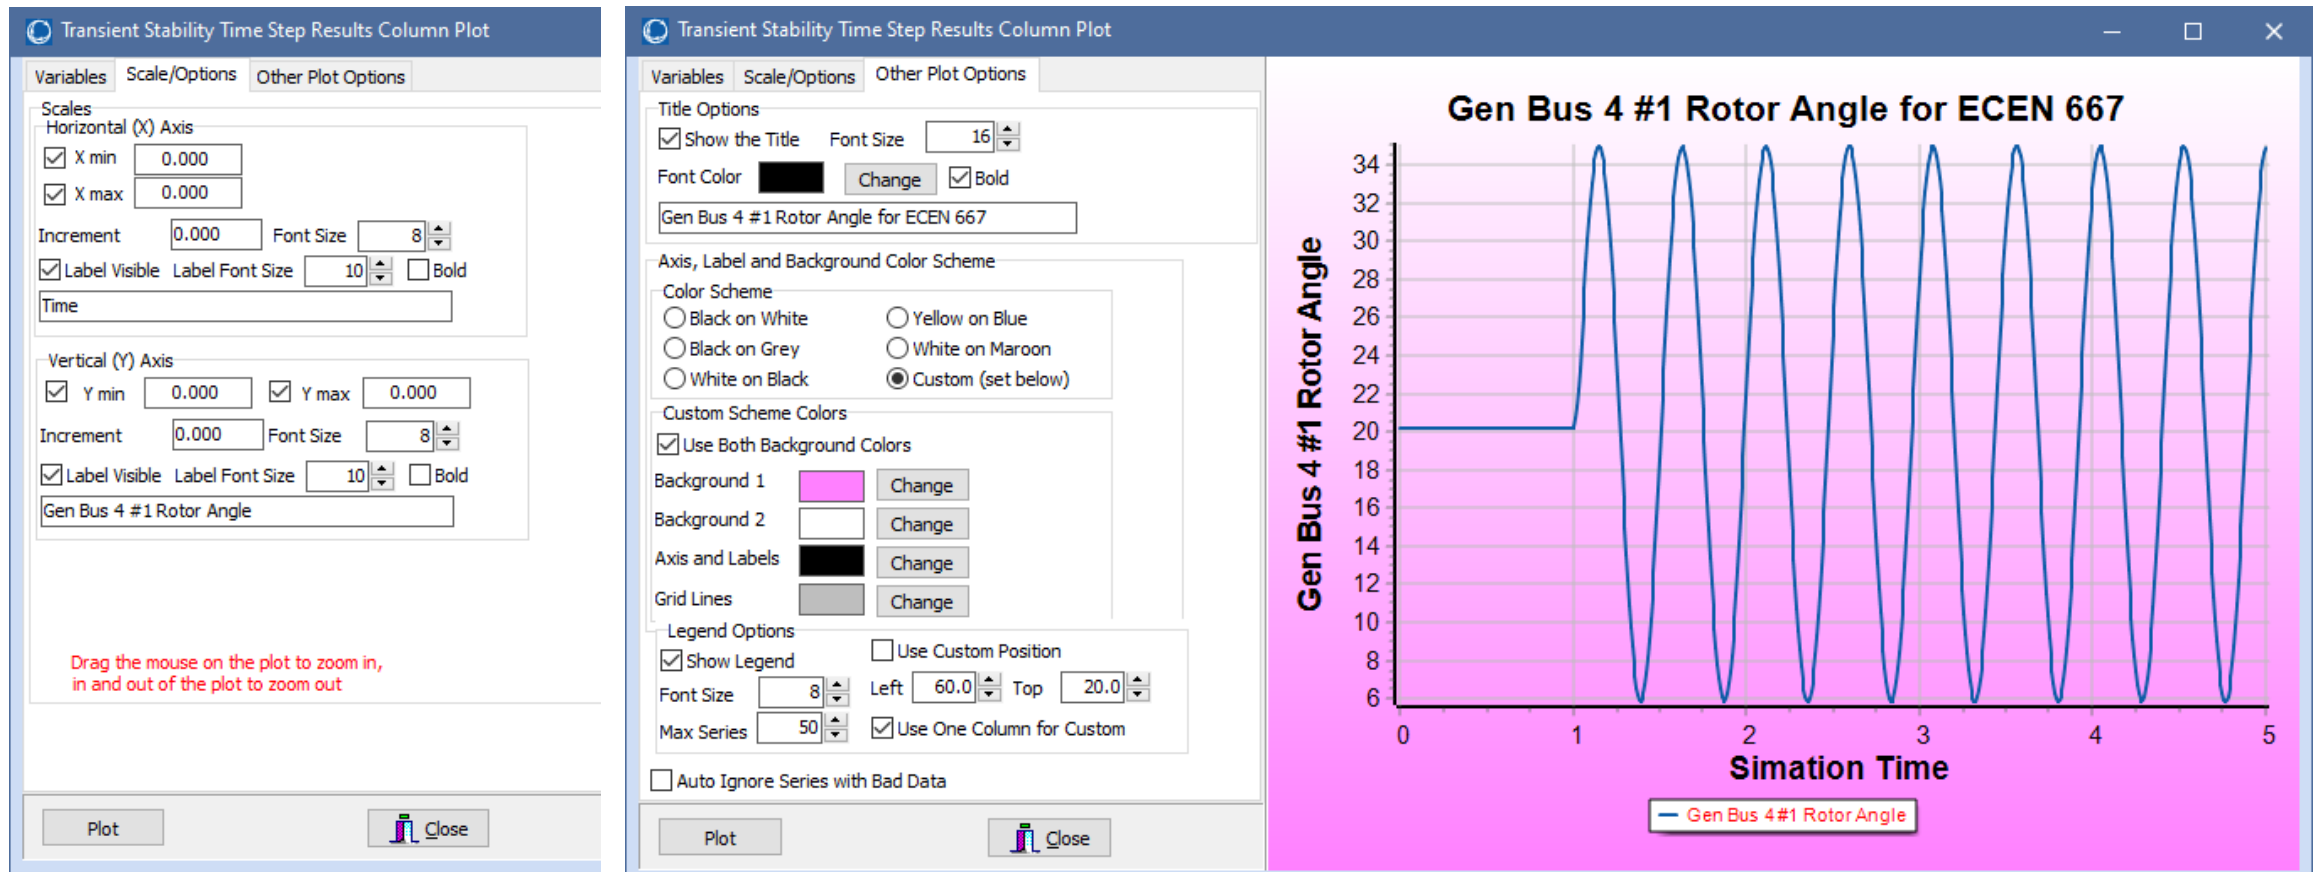 Transient Stability Time Step Results Column Plot
Variables Scale/Options Other Plot Options
Scales
Horizontal (X) Axis
X min 0.000
X max 0.000
Increment 0.000 Font Size 8
Label Visible Label Font Size 10 Bold
Time
Vertical (Y) Axis
Y min 0.000 Y max 0.000
Increment 0.000 Font Size 8
Label Visible Label Font Size 10 Bold
Gen Bus 4 #1 Rotor Angle
Drag the mouse on the plot to zoom in,
in and out of the plot to zoom out
Plot Close
Transient Stability Time Step Results Column Plot
Variables Scale/Options Other Plot Options
Title Options
Show the Title Font Size 16
Font Color Change Bold
Gen Bus 4 #1 Rotor Angle for ECEN 667
Axis, Label and Background Color Scheme
Color Scheme
Black on White Yellow on Blue
Black on Grey White on Maroon
White on Black Custom (set below)
Custom Scheme Colors
Use Both Background Colors
Background 1 Change
Background 2 Change
Axis and Labels Change
Grid Lines Change
Legend Options
Show Legend Use Custom Position
Font Size 8 Left 60.0 Top 20.0
Max Series 50 Use One Column for Custom
Auto Ignore Series with Bad Data
Plot Close
Gen Bus 4 #1 Rotor Angle for ECEN 667
Gen Bus 4 #1 Rotor Angle
34
32
30
28
26
24
22
20
18
16
14
12
10
8
6
0 1 2 3 4 5
Simation Time
Gen Bus 4 #1 Rotor Angle